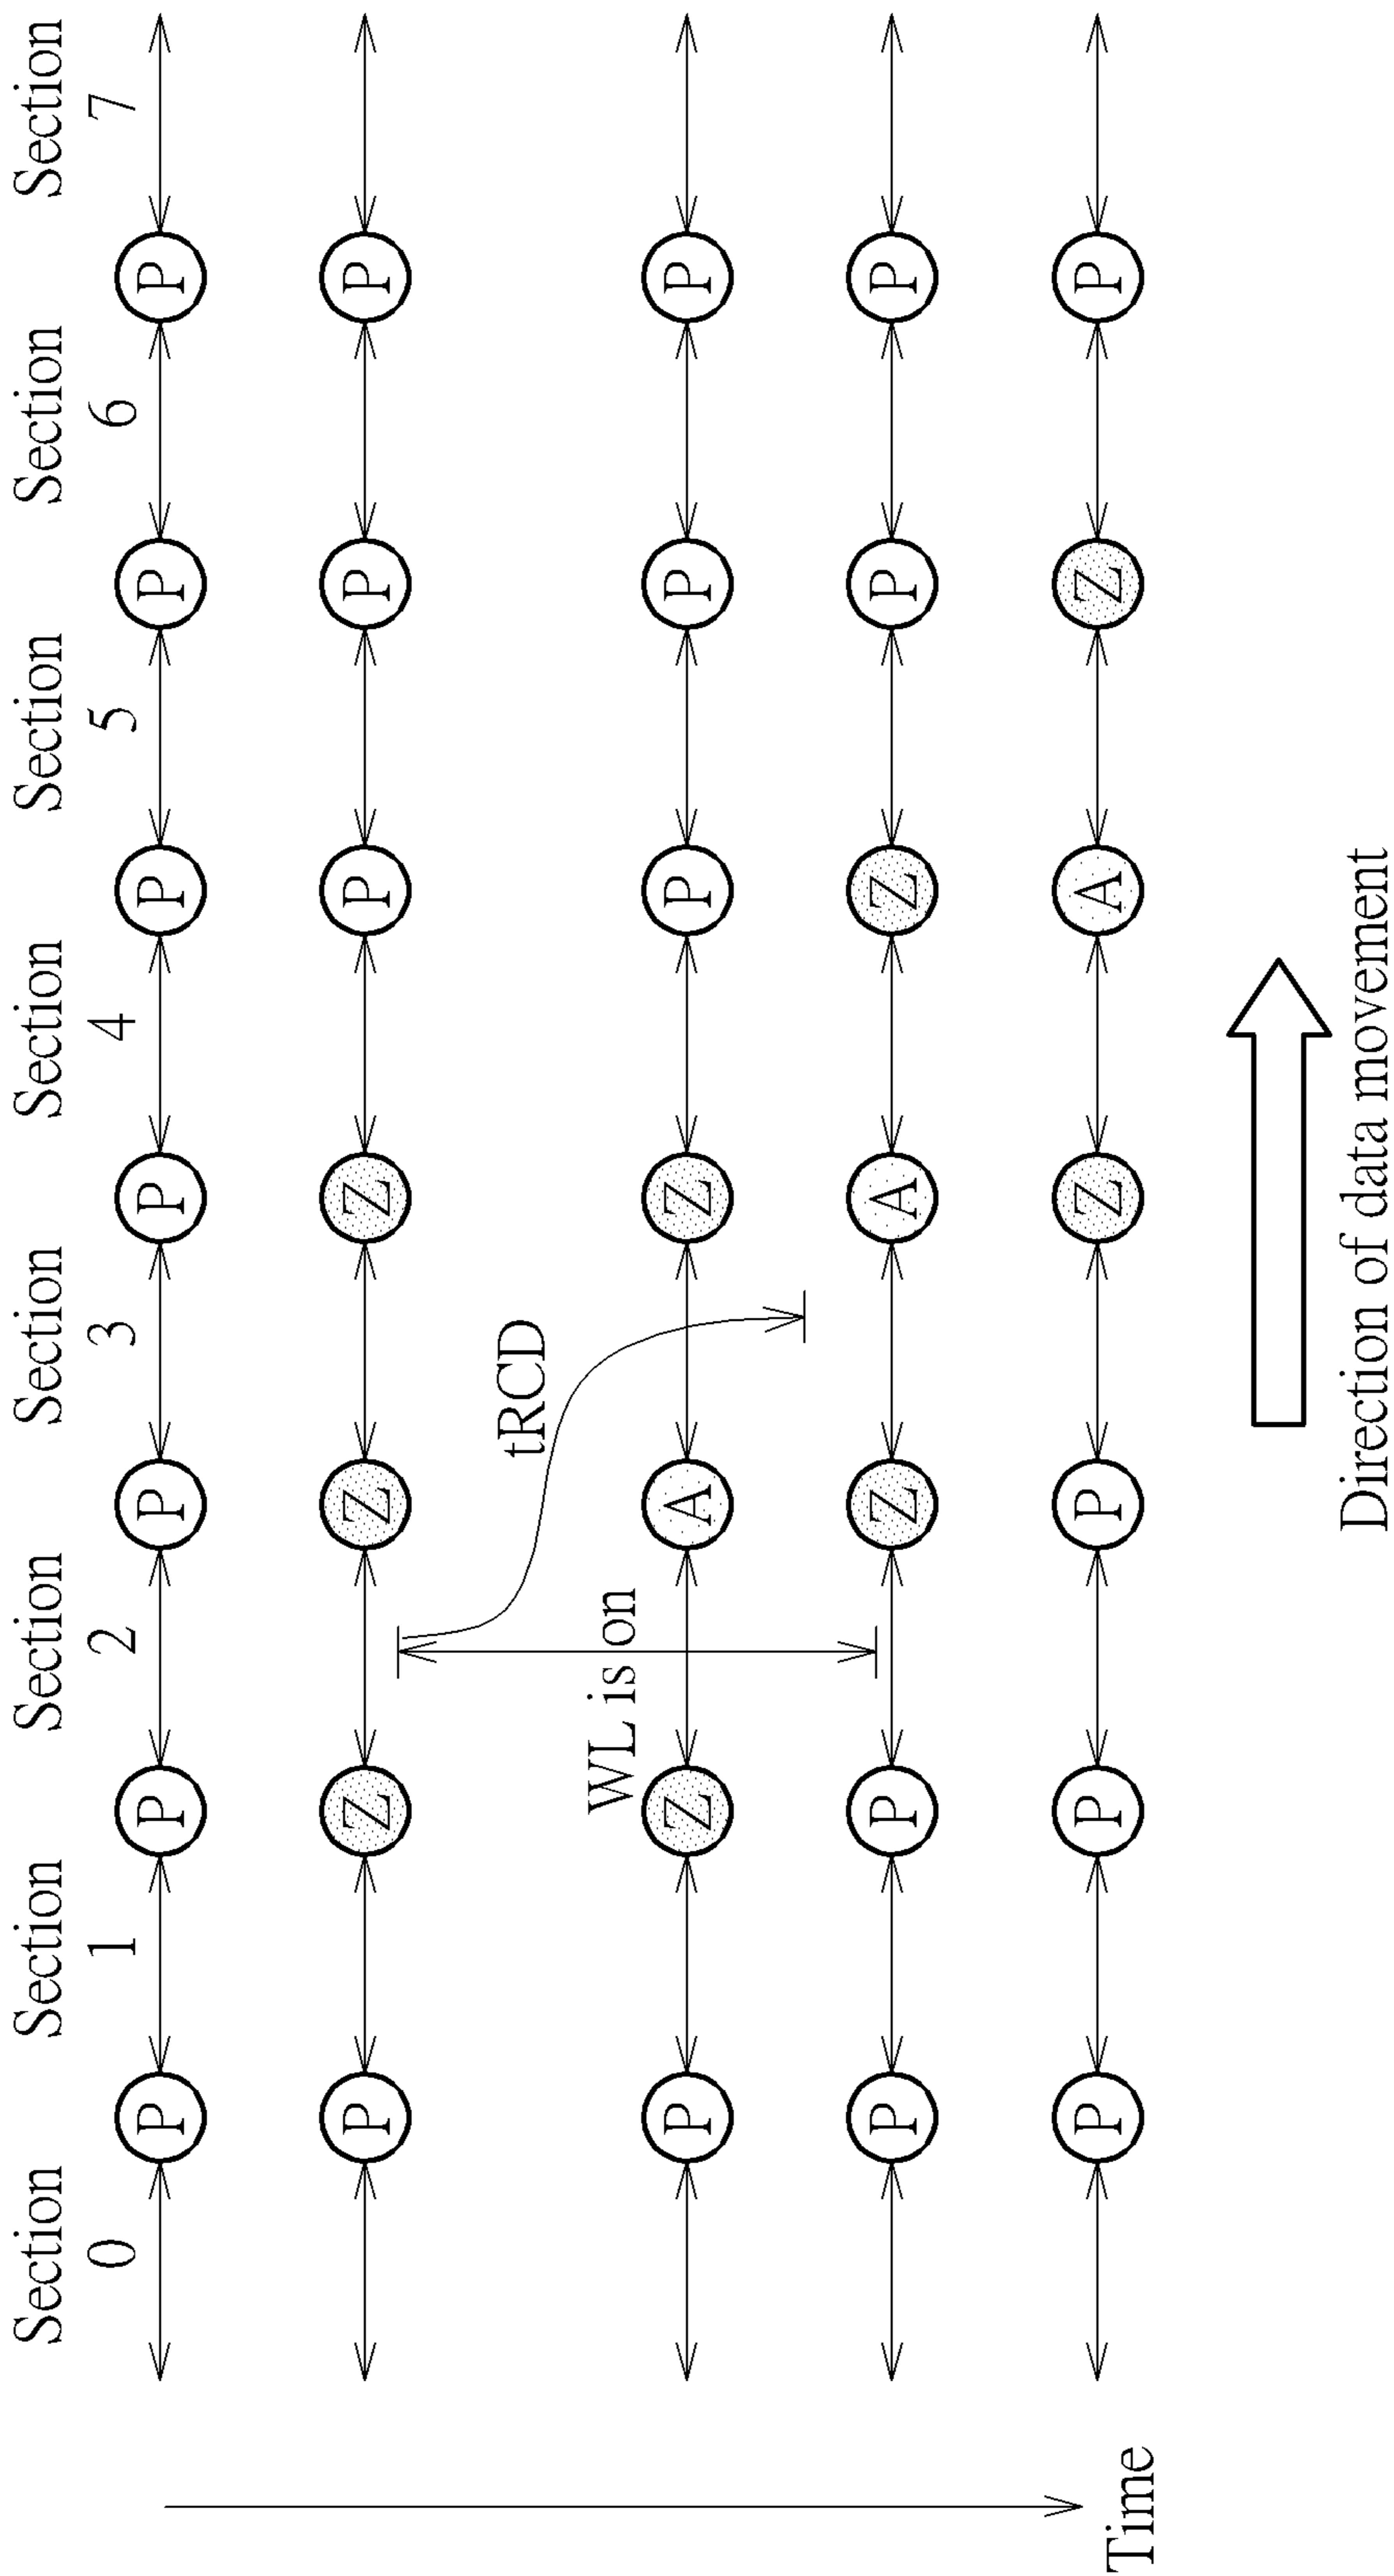 Section Section Section Section Section Section Section Section
0 1 2 3 4 5 6 7
P P P P P P P
P Z Z Z P P P
tRCD
WL is on
P Z A Z P P P
P P Z A Z P P
P P P Z A Z P
Time
Direction of data movement